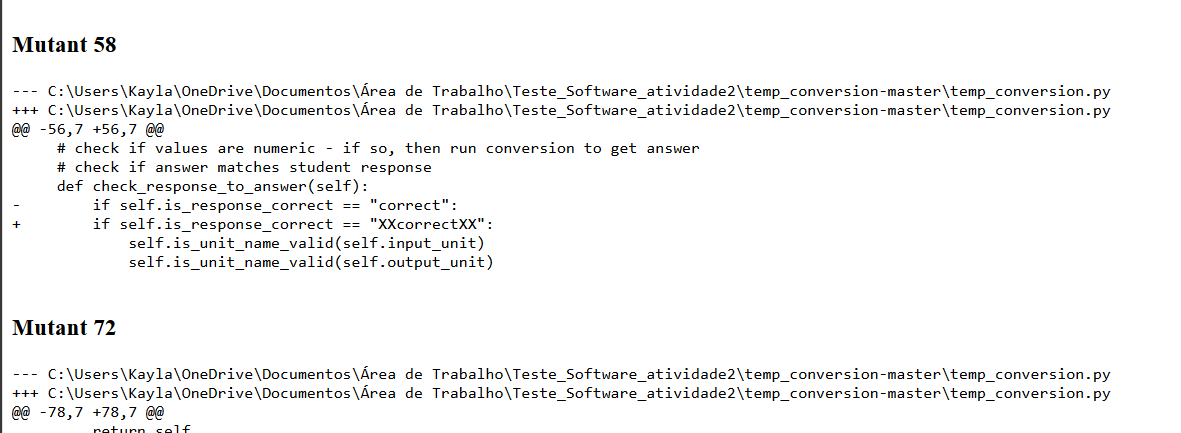 Mutant 58
--- C:\Users\Kayla\OneDrive\Documentos\Área de Trabalho\Teste_Software_atividade2\temp_conversion-master\temp_conversion.py
+++ C:\Users\Kayla\OneDrive\Documentos\Área de Trabalho\Teste_Software_atividade2\temp_conversion-master\temp_conversion.py
@@ -56,7 +56,7 @@
     # check if values are numeric - if so, then run conversion to get answer
     # check if answer matches student response
     def check_response_to_answer(self):
-        if self.is_response_correct == "correct":
+        if self.is_response_correct == "XXcorrectXX":
             self.is_unit_name_valid(self.input_unit)
             self.is_unit_name_valid(self.output_unit)
Mutant 72
--- C:\Users\Kayla\OneDrive\Documentos\Área de Trabalho\Teste_Software_atividade2\temp_conversion-master\temp_conversion.py
+++ C:\Users\Kayla\OneDrive\Documentos\Área de Trabalho\Teste_Software_atividade2\temp_conversion-master\temp_conversion.py
@@ -78,7 +78,7 @@
         return self